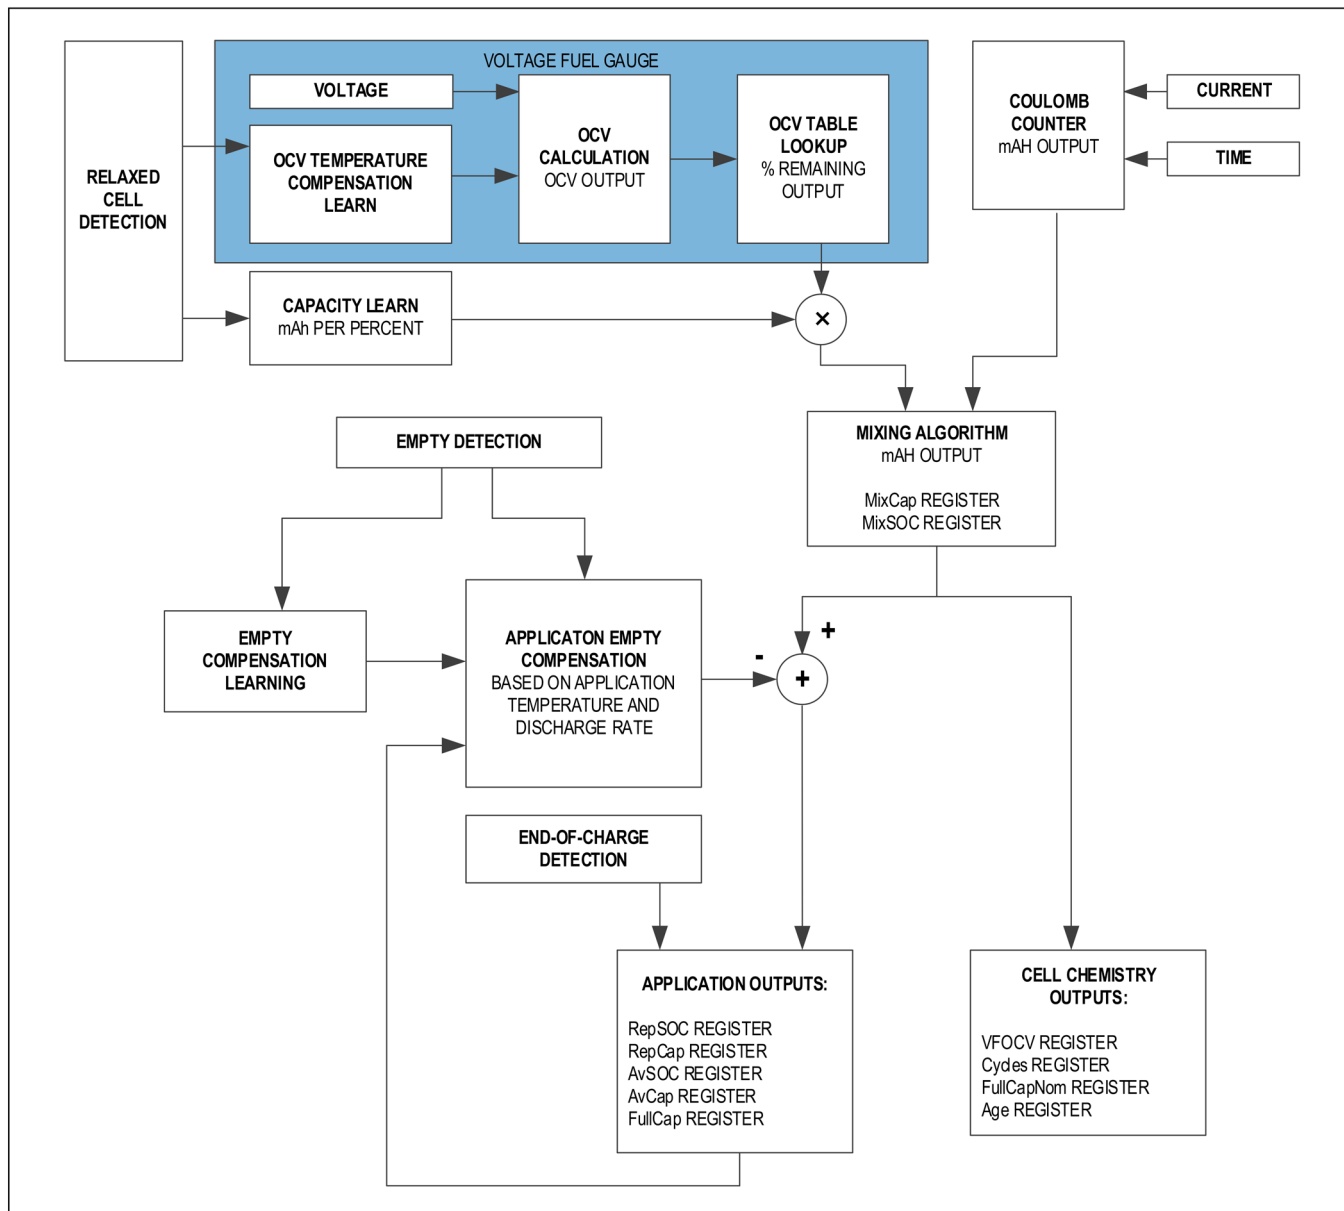 VOLTAGE FUEL GAUGE
VOLTAGE
OCV TEMPERATURE
COMPENSATION
LEARN
OCV
CALCULATION
OCV OUTPUT
OCV TABLE
LOOKUP
% REMAINING
OUTPUT
COULOMB
COUNTER
mAH OUTPUT
CURRENT
TIME
RELAXED
CELL
DETECTION
CAPACITY LEARN
mAh PER PERCENT
×
EMPTY DETECTION
MIXING ALGORITHM
mAH OUTPUT
MixCap REGISTER
MixSOC REGISTER
EMPTY
COMPENSATION
LEARNING
APPLICATON EMPTY
COMPENSATION
BASED ON APPLICATION
TEMPERATURE AND
DISCHARGE RATE
+
-
+
END-OF-CHARGE
DETECTION
APPLICATION OUTPUTS:
RepSOC REGISTER
RepCap REGISTER
AvSOC REGISTER
AvCap REGISTER
FullCap REGISTER
CELL CHEMISTRY
OUTPUTS:
VFOCV REGISTER
Cycles REGISTER
FullCapNom REGISTER
Age REGISTER